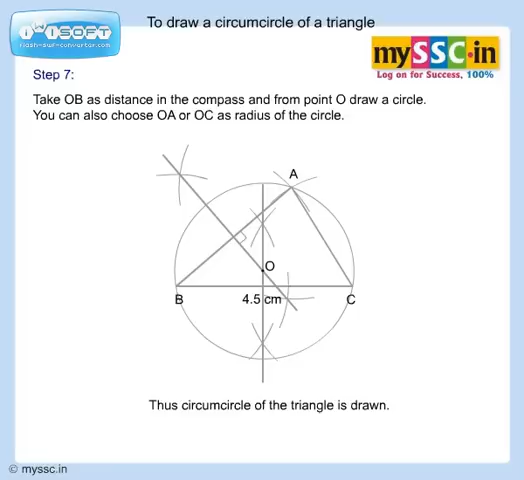 To draw a circumcircle of a triangle
iWiSOFT
flash-swf-converter.com
mySSC.in
Log on for Success, 100%
Step 7:
Take OB as distance in the compass and from point O draw a circle.
You can also choose OA or OC as radius of the circle.
A
O
B
4.5 cm
C
Thus circumcircle of the triangle is drawn.
© myssc.in